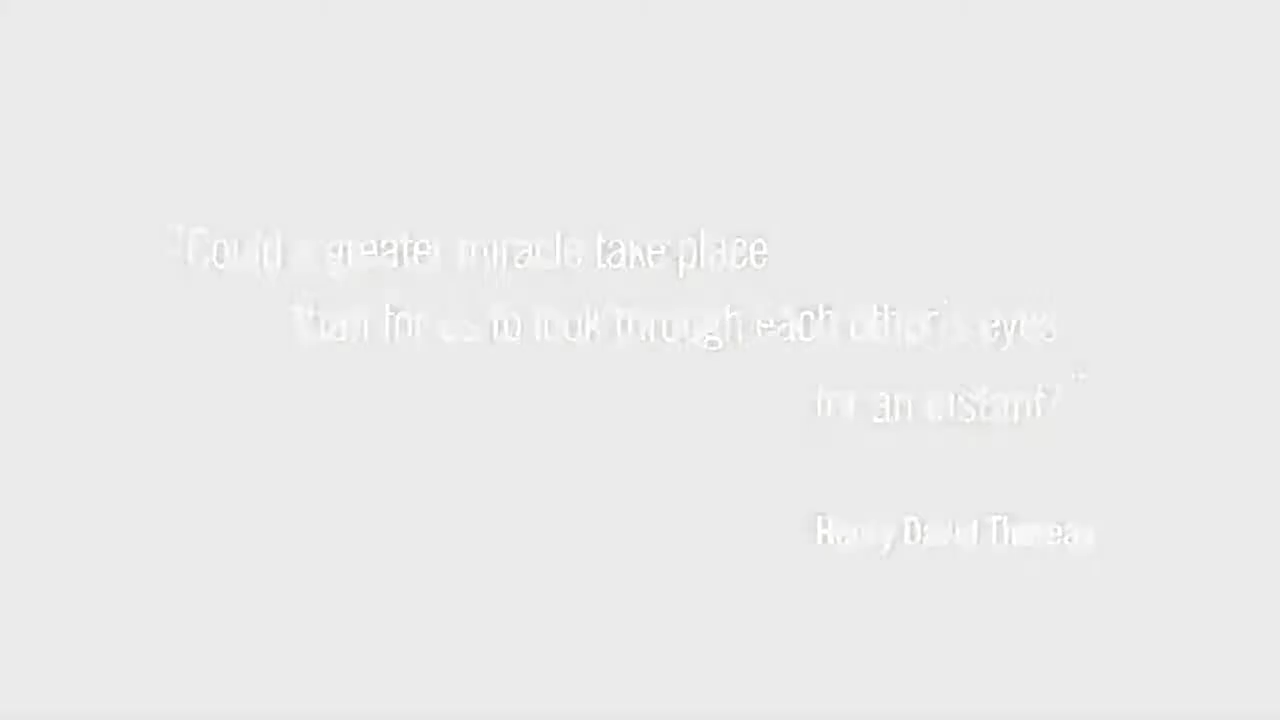 "Could a greater miracle take place
than for us to look through each other's eyes
for an instant?"
Henry David Thoreau